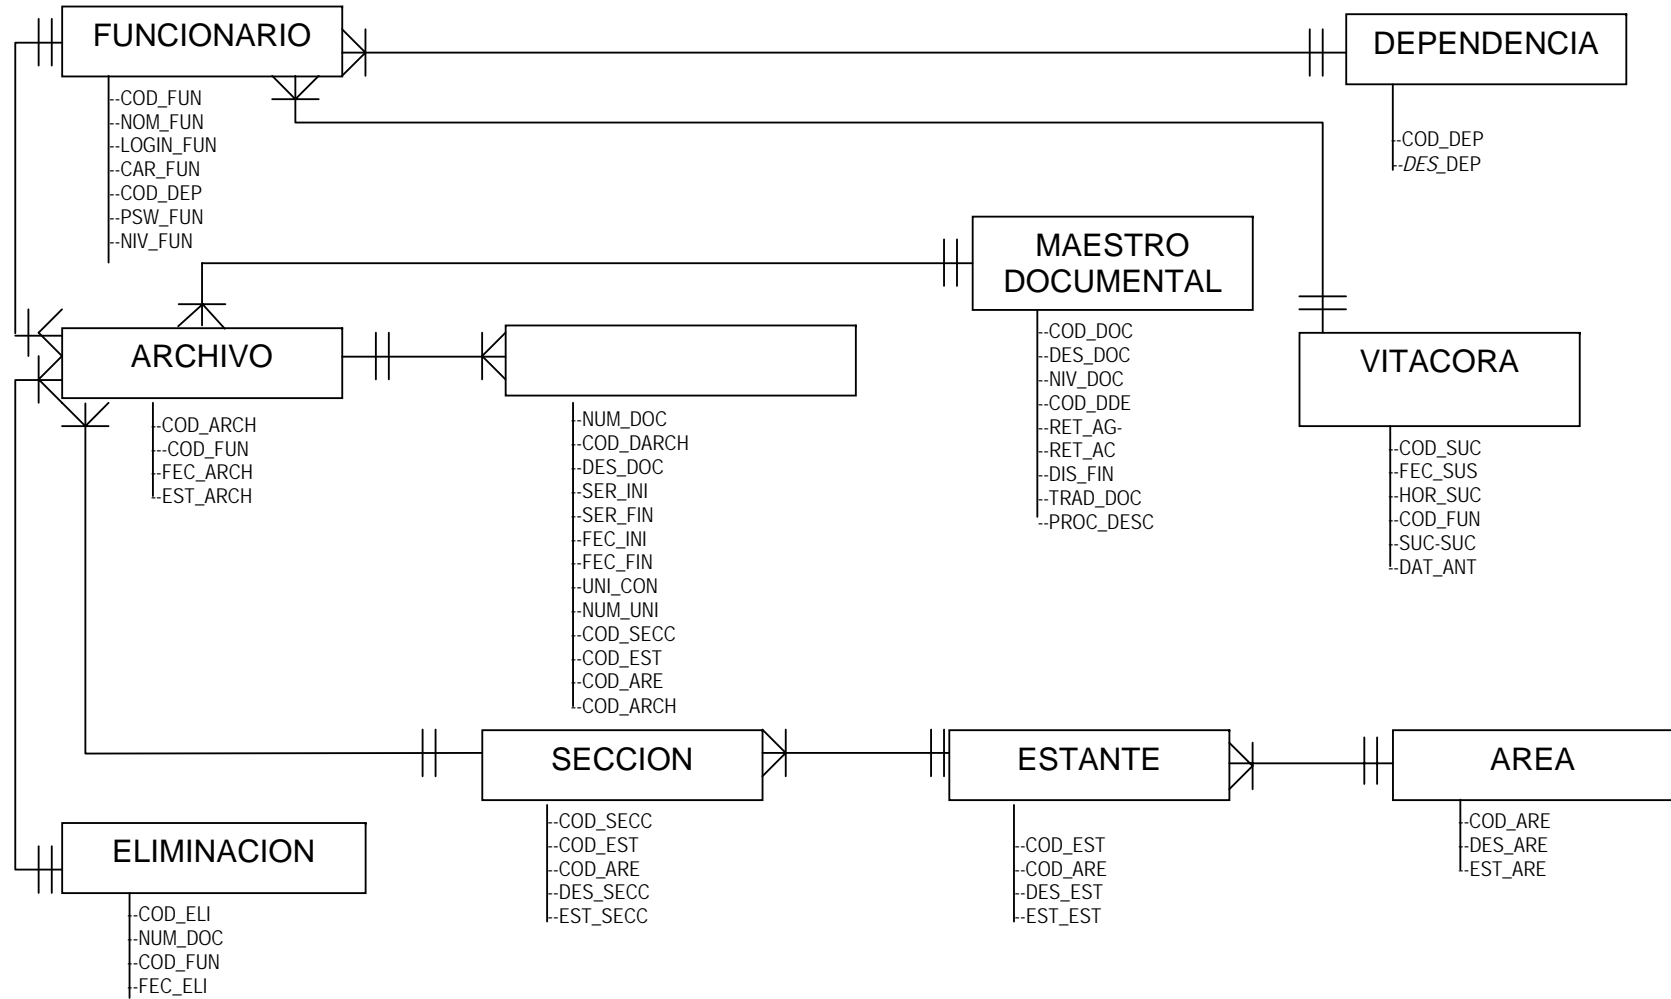 FUNCIONARIO
--COD_FUN
--NOM_FUN
--LOGIN_FUN
--CAR_FUN
--COD_DEP
--PSW_FUN
--NIV_FUN
DEPENDENCIA
--COD_DEP
--DES_DEP
MAESTRO
DOCUMENTAL
--COD_DOC
--DES_DOC
--NIV_DOC
--COD_DDE
--RET_AG-
--RET_AC
--DIS_FIN
--TRAD_DOC
--PROC_DESC
VITACORA
--COD_SUC
--FEC_SUS
--HOR_SUC
--COD_FUN
--SUC-SUC
--DAT_ANT
ARCHIVO
--COD_ARCH
---COD_FUN
--FEC_ARCH
--EST_ARCH
--NUM_DOC
--COD_DARCH
--DES_DOC
--SER_INI
--SER_FIN
--FEC_INI
--FEC_FIN
--UNI_CON
--NUM_UNI
--COD_SECC
--COD_EST
--COD_ARE
--COD_ARCH
SECCION
--COD_SECC
--COD_EST
--COD_ARE
--DES_SECC
--EST_SECC
ESTANTE
--COD_EST
--COD_ARE
--DES_EST
--EST_EST
AREA
--COD_ARE
--DES_ARE
--EST_ARE
ELIMINACION
--COD_ELI
--NUM_DOC
--COD_FUN
--FEC_ELI